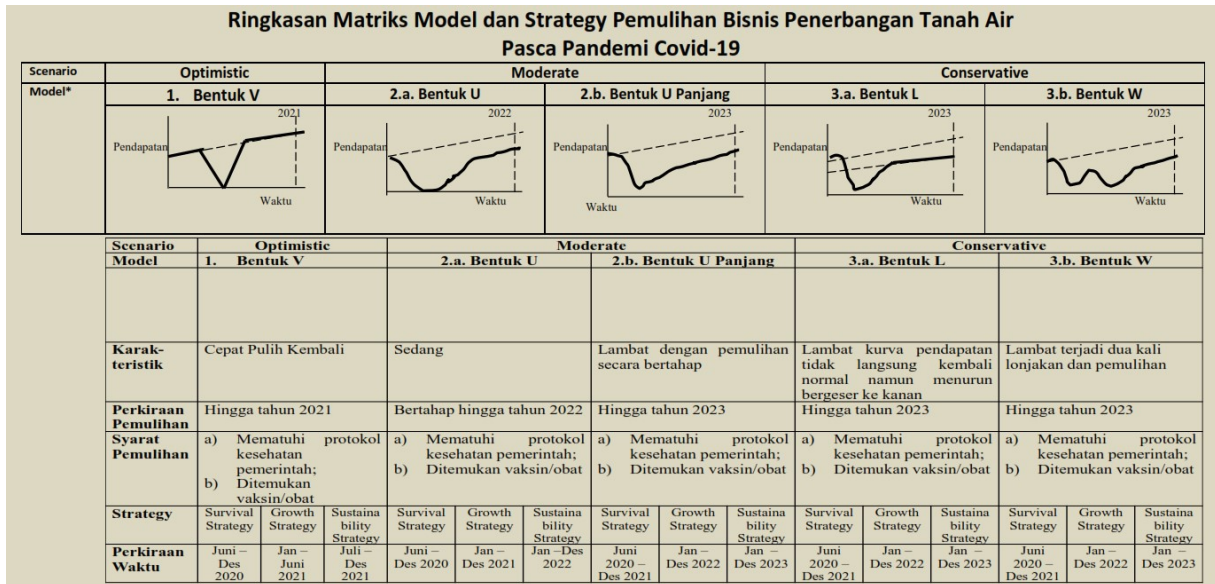 Ringkasan Matriks Model dan Strategy Pemulihan Bisnis Penerbangan Tanah Air
Pasca Pandemi Covid-19
Scenario Optimistic Moderate Conservative
Model* 1. Bentuk V 2.a. Bentuk U 2.b. Bentuk U Panjang 3.a. Bentuk L 3.b. Bentuk W
2021 2022 2023 2023 2023
Pendapatan Pendapatan Pendapatan Pendapatan Pendapatan
Waktu Waktu Waktu Waktu Waktu
Scenario Optimistic Moderate Conservative
Model 1. Bentuk V 2.a. Bentuk U 2.b. Bentuk U Panjang 3.a. Bentuk L 3.b. Bentuk W
Karak-
teristik
Cepat Pulih Kembali
Sedang
Lambat dengan pemulihan
secara bertahap
Lambat kurva pendapatan
tidak langsung kembali
normal namun menurun
bergeser ke kanan
Lambat terjadi dua kali
lonjakan dan pemulihan
Perkiraan
Pemulihan
Hingga tahun 2021
Bertahap hingga tahun 2022
Hingga tahun 2023
Hingga tahun 2023
Hingga tahun 2023
Syarat
Pemulihan
a) Mematuhi protokol
kesehatan
pemerintah;
b) Ditemukan
vaksin/obat
a) Mematuhi protokol
kesehatan pemerintah;
b) Ditemukan vaksin/obat
a) Mematuhi protokol
kesehatan pemerintah;
b) Ditemukan vaksin/obat
a) Mematuhi protokol
kesehatan pemerintah;
b) Ditemukan vaksin/obat
a) Mematuhi protokol
kesehatan pemerintah;
b) Ditemukan vaksin/obat
Strategy
Survival
Strategy
Growth
Strategy
Sustaina
bility
Strategy
Survival
Strategy
Growth
Strategy
Sustaina
bility
Strategy
Survival
Strategy
Growth
Strategy
Sustaina
bility
Strategy
Survival
Strategy
Growth
Strategy
Sustaina
bility
Strategy
Survival
Strategy
Growth
Strategy
Sustaina
bility
Strategy
Perkiraan
Waktu
Juni –
Des
2020
Jan –
Juni
2021
Juli –
Des
2021
Juni –
Des 2020
Jan –
Des 2021
Jan –Des
2022
Juni
2020 –
Des 2021
Jan –
Des 2022
Jan –
Des 2023
Juni
2020 –
Des 2021
Jan –
Des 2022
Jan –
Des 2023
Juni
2020 –
Des 2021
Jan –
Des 2022
Jan –
Des 2023